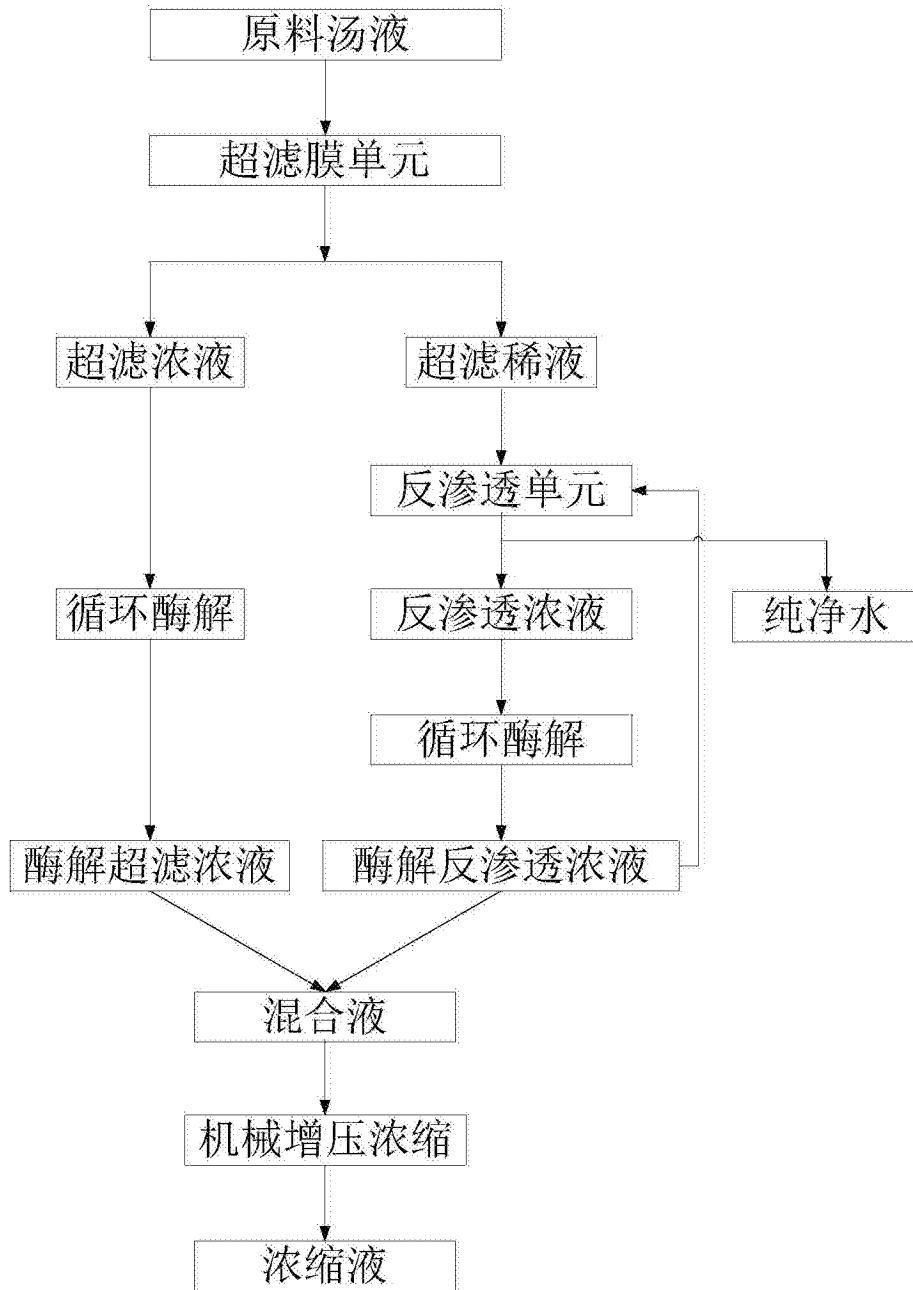 原料汤液
超滤膜单元
超滤浓液
超滤稀液
反渗透单元
循环酶解
反渗透浓液
纯净水
循环酶解
酶解超滤浓液
酶解反渗透浓液
混合液
机械增压浓缩
浓缩液